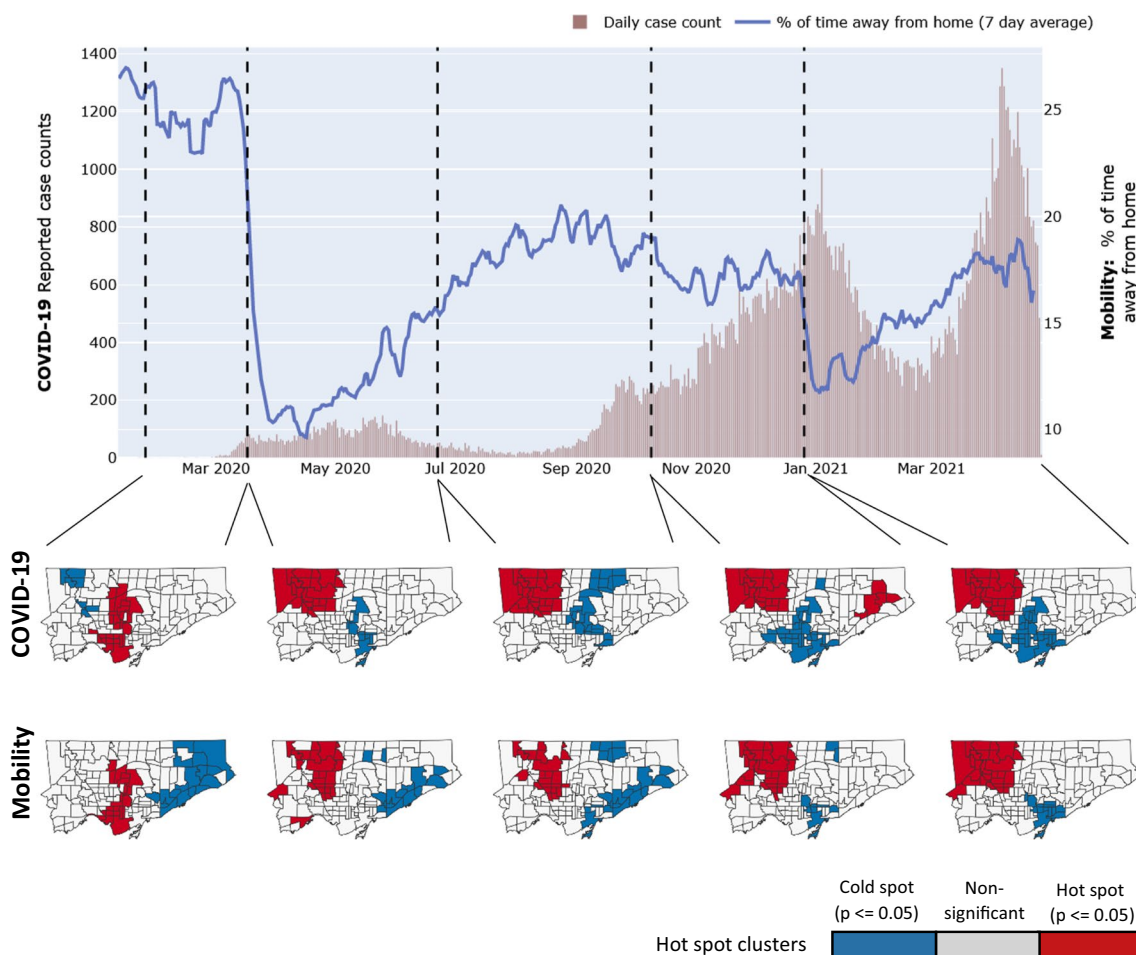 Daily case count
% of time away from home (7 day average)
COVID-19 Reported case counts
1400
1200
1000
800
600
400
200
0
25
20
15
10
Mobility: % of time
away from home
Mar 2020
May 2020
Jul 2020
Sep 2020
Nov 2020
Jan 2021
Mar 2021
COVID-19
Mobility
Cold spot
(p <= 0.05)
Non-
significant
Hot spot
(p <= 0.05)
Hot spot clusters